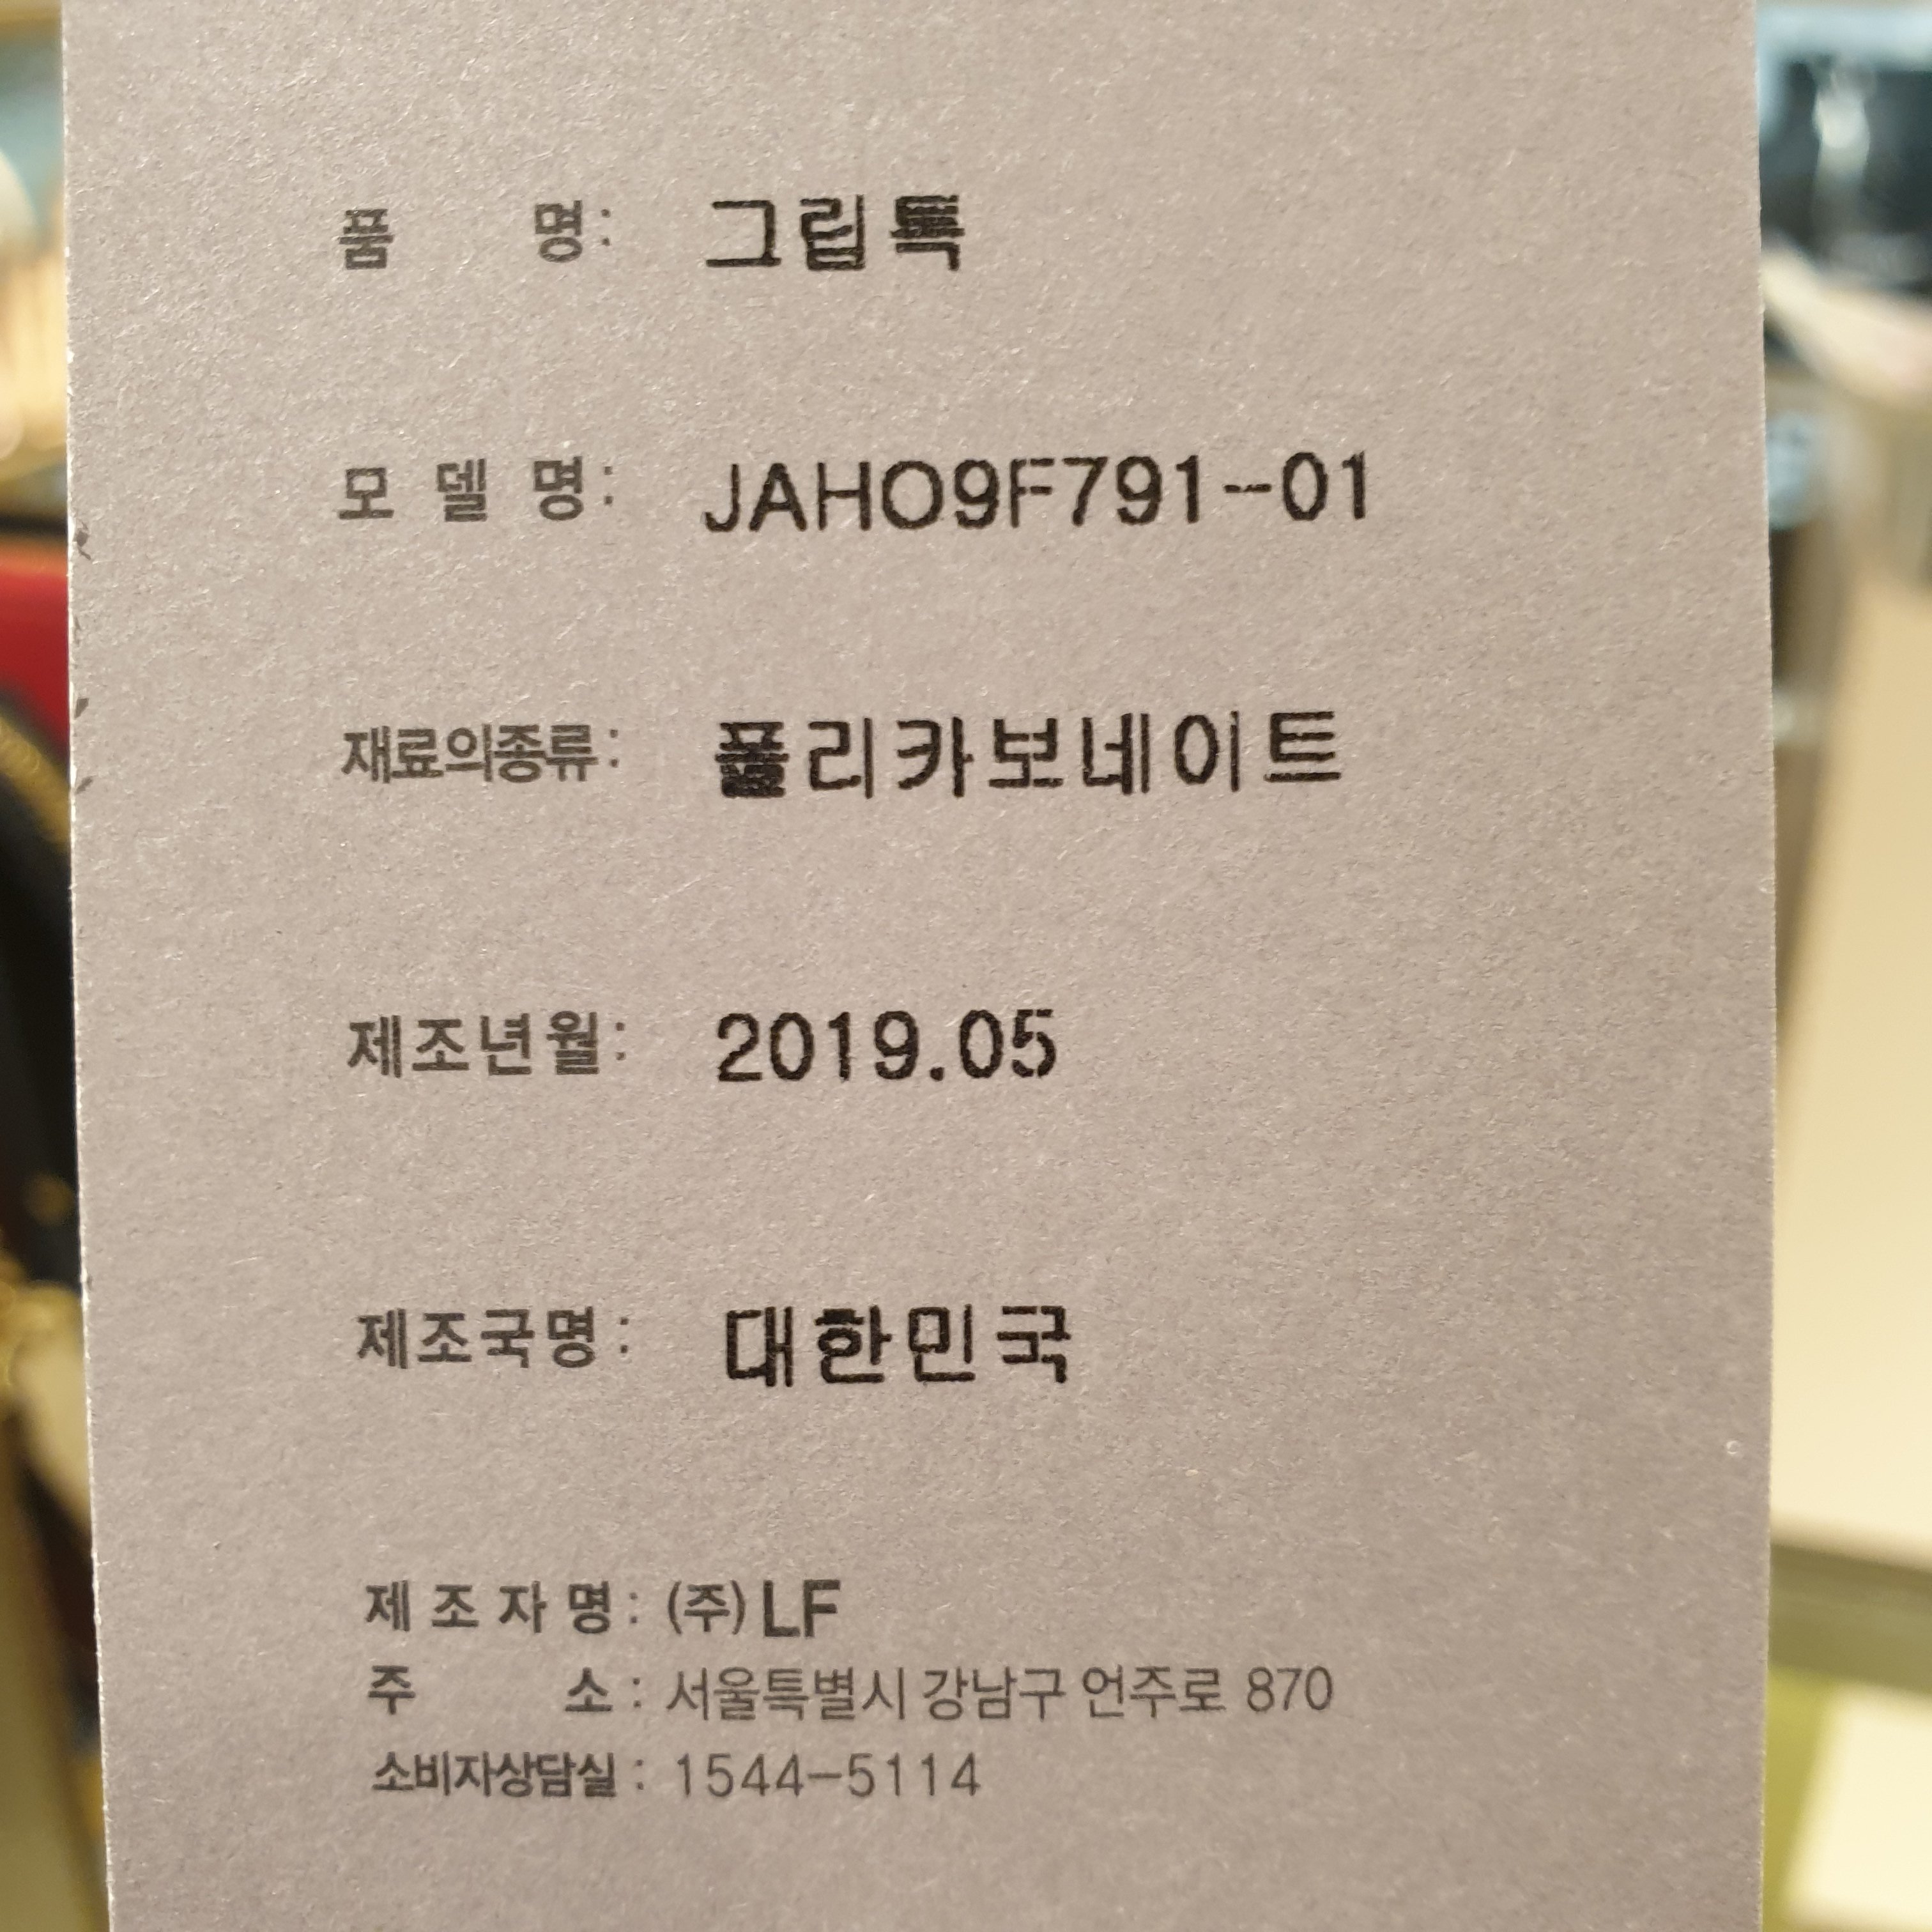 품 명: 그립톡
모 델 명: JAHO9F791-01
재료의종류: 폴리카보네이트
제조년월: 2019.05
제조국명: 대한민국
제 조 자 명 : (주) LF
주 소 : 서울특별시 강남구 언주로 870
소비자상담실 : 1544-5114